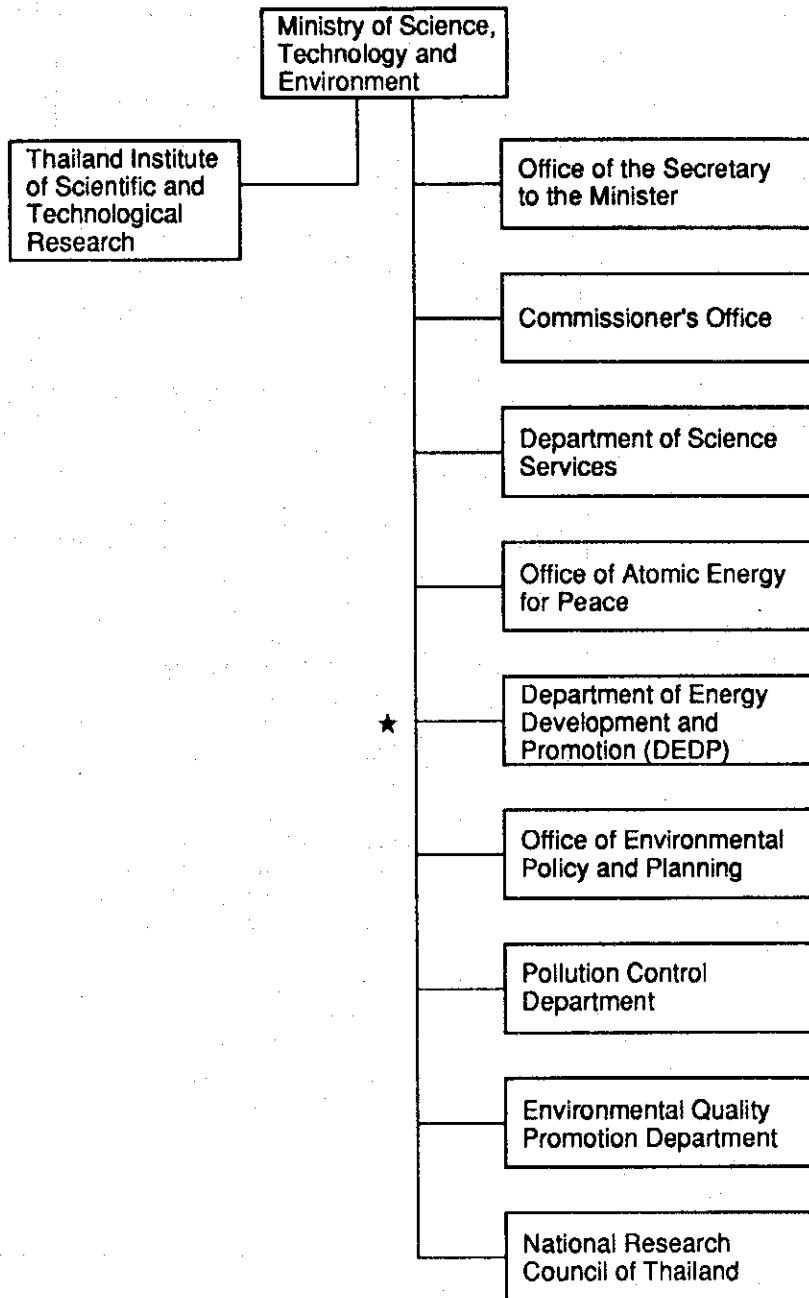 Ministry of Science,
Technology and
Environment
Thailand Institute
of Scientific and
Technological
Research
Office of the Secretary
to the Minister
Commissioner's Office
Department of Science
Services
Office of Atomic Energy
for Peace
★
Department of Energy
Development and
Promotion (DEDP)
Office of Environmental
Policy and Planning
Pollution Control
Department
Environmental Quality
Promotion Department
National Research
Council of Thailand